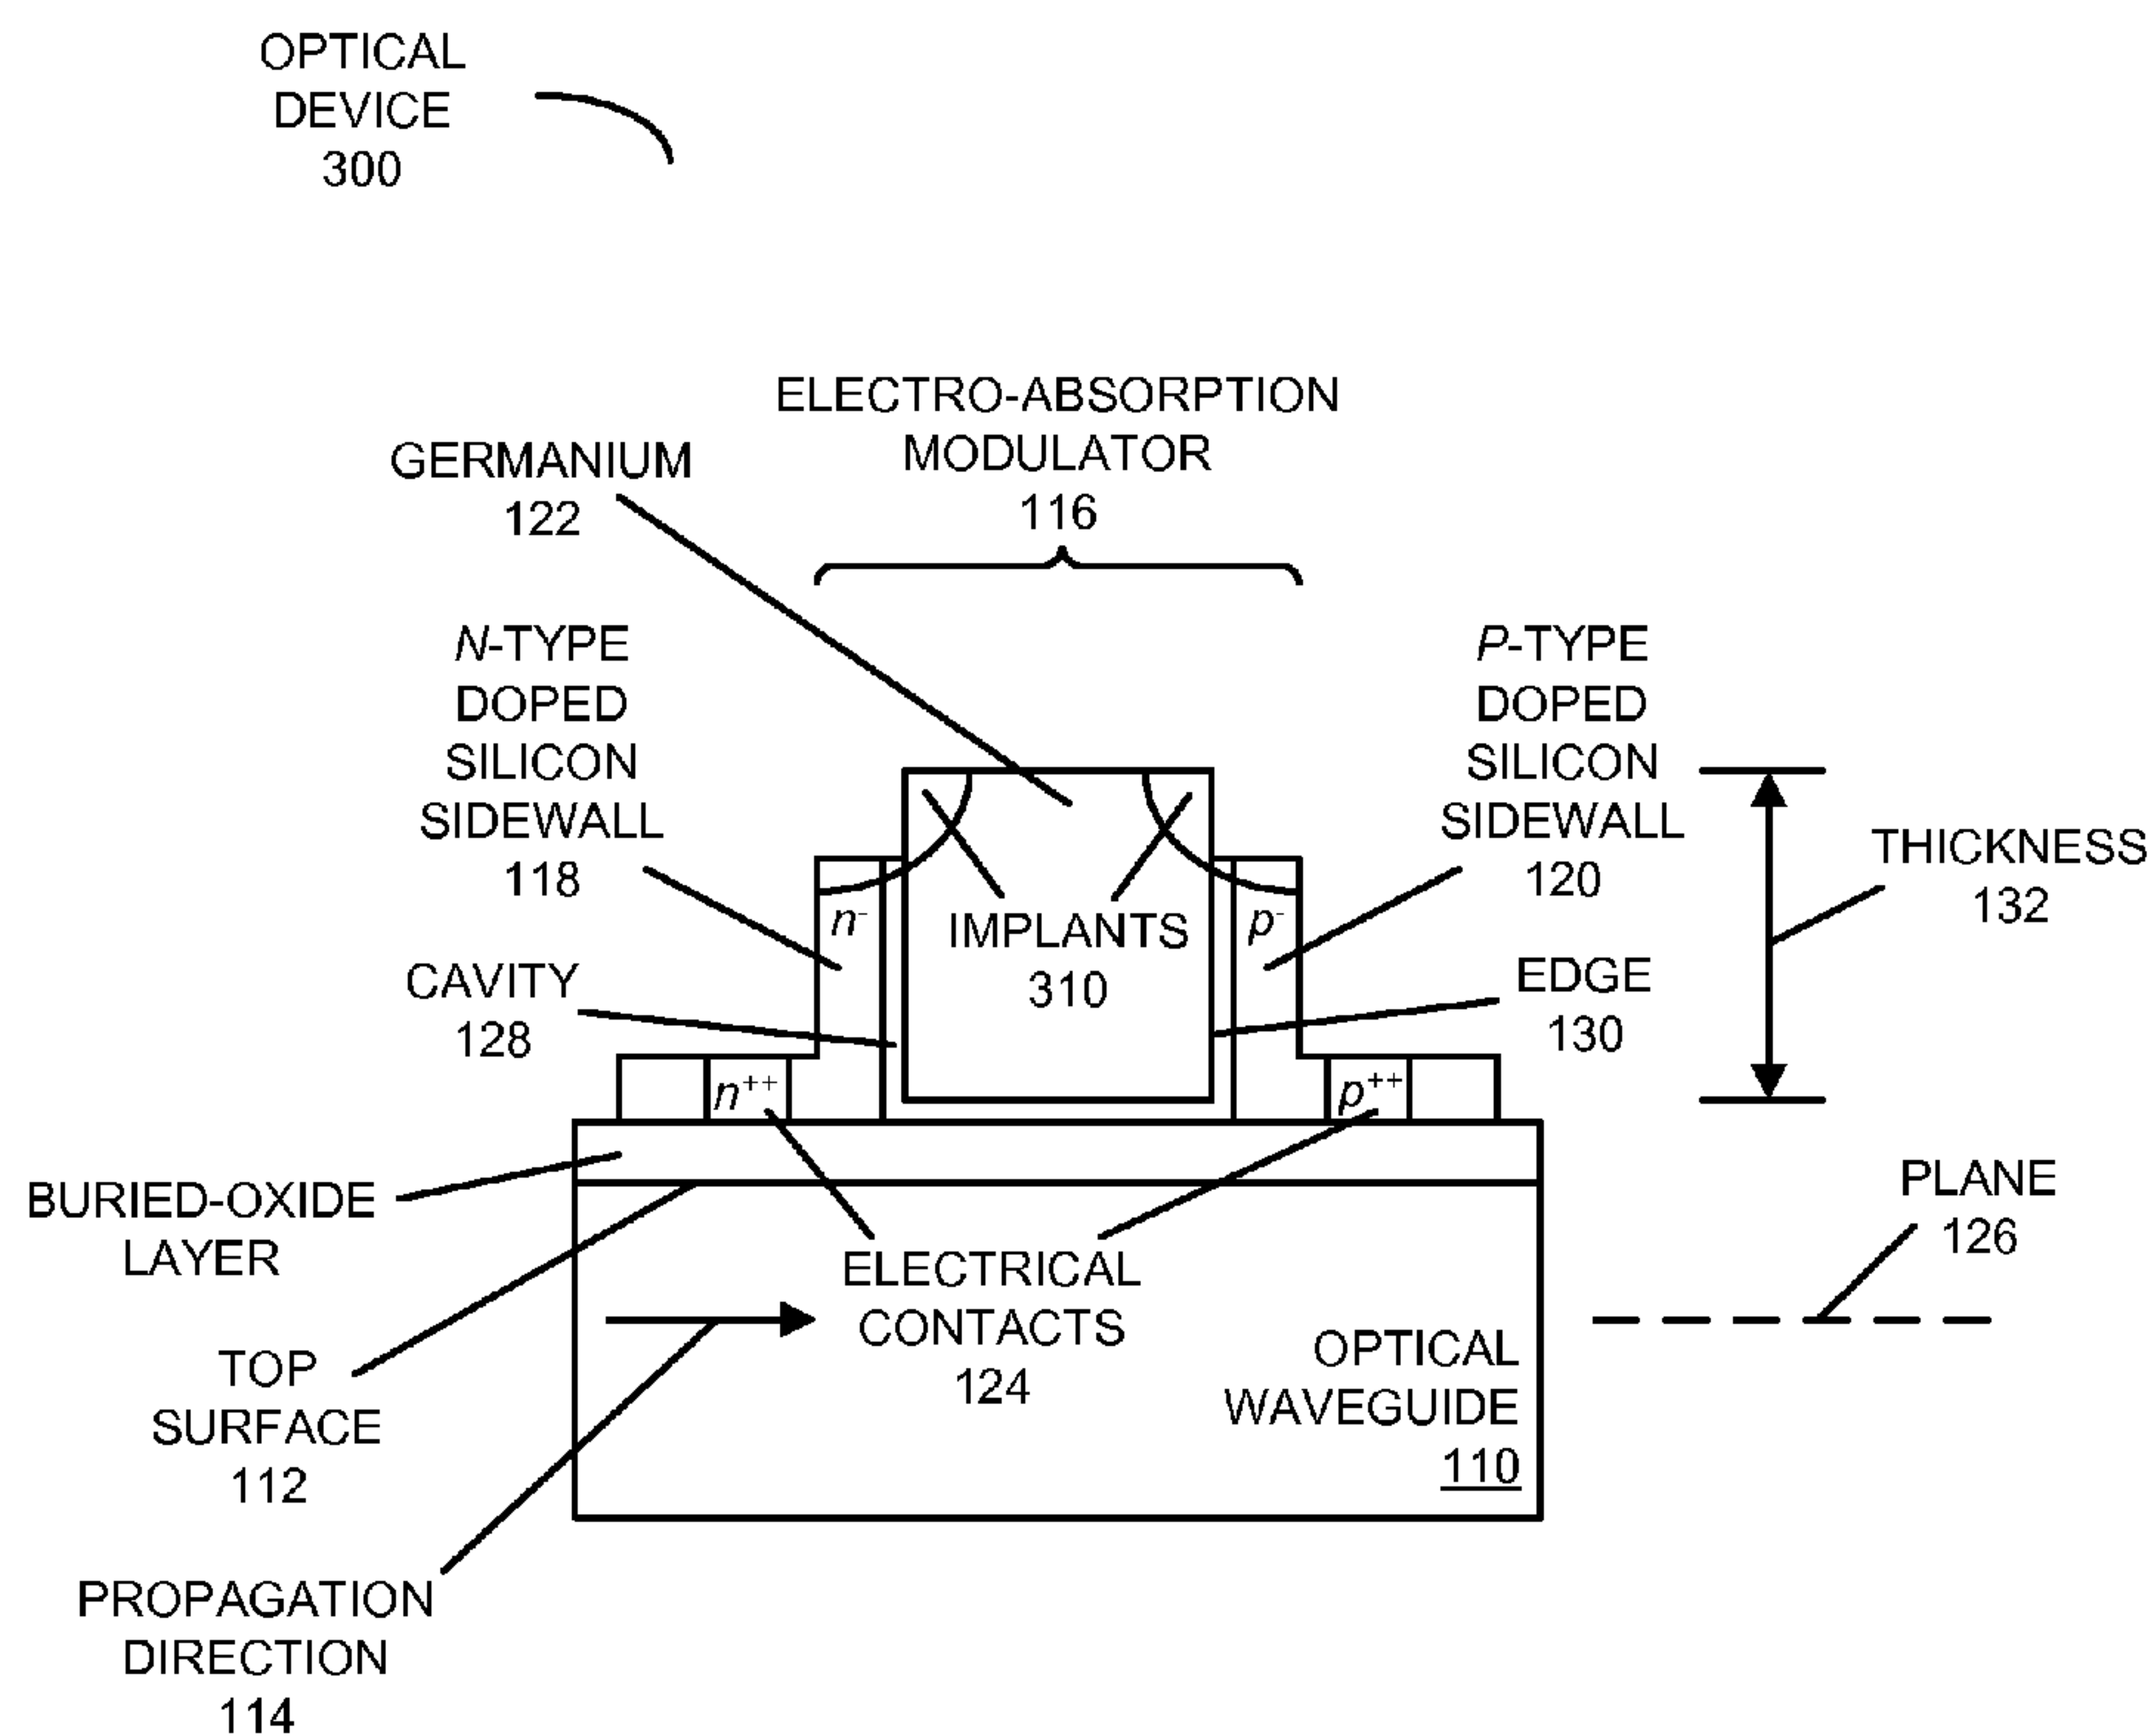 OPTICAL
DEVICE
300
ELECTRO-ABSORPTION
MODULATOR
116
GERMANIUM
122
N-TYPE
DOPED
SILICON
SIDEWALL
118
P-TYPE
DOPED
SILICON
SIDEWALL
120
THICKNESS
132
n-
IMPLANTS
310
p-
CAVITY
128
EDGE
130
n++
p++
BURIED-OXIDE
LAYER
PLANE
126
ELECTRICAL
CONTACTS
124
TOP
SURFACE
112
OPTICAL
WAVEGUIDE
110
PROPAGATION
DIRECTION
114